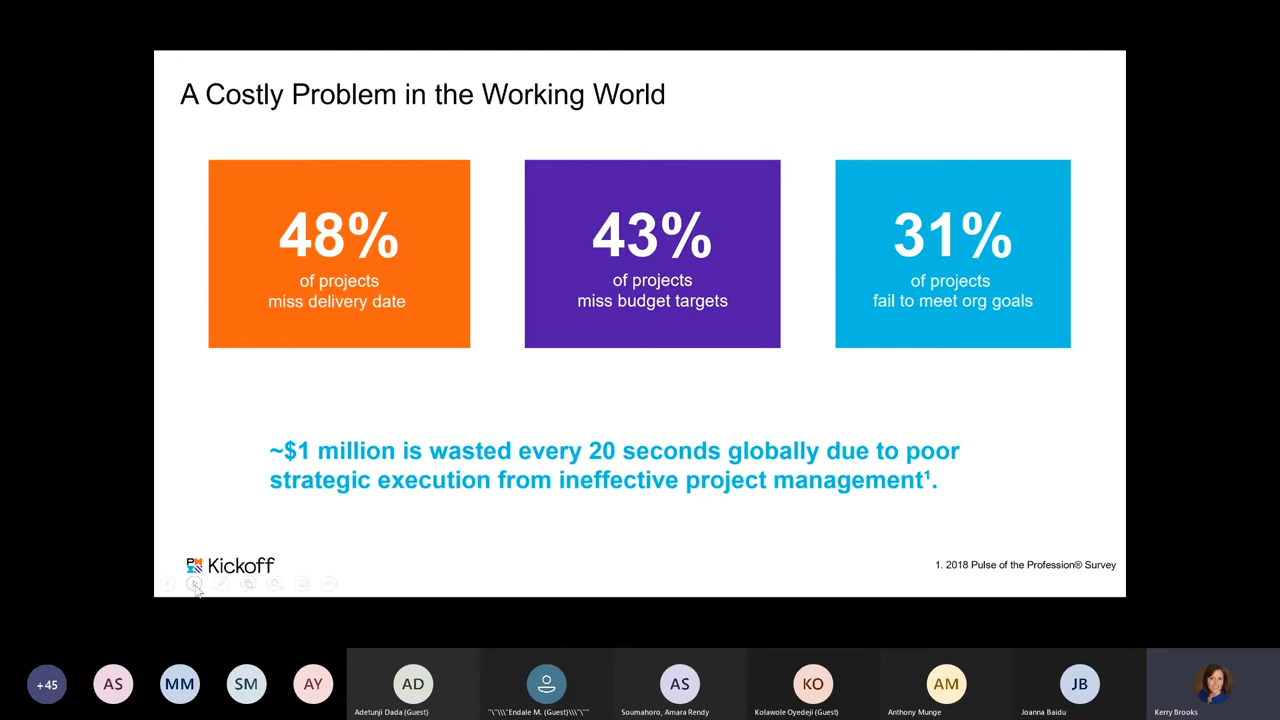 A Costly Problem in the Working World
48%
of projects
miss delivery date
43%
of projects
miss budget targets
31%
of projects
fail to meet org goals
~$1 million is wasted every 20 seconds globally due to poor
strategic execution from ineffective project management¹.
PM
Kickoff
1. 2018 Pulse of the Profession® Survey
+45
AS
MM
SM
AY
AD
Adetunji Dada (Guest)
"\"\\\"Endale M. (Guest)\\\"\""
AS
Soumahoro, Amara Rendy
KO
Kolawole Oyedeji (Guest)
AM
Anthony Munge
JB
Joanna Baidu
Kerry Brooks